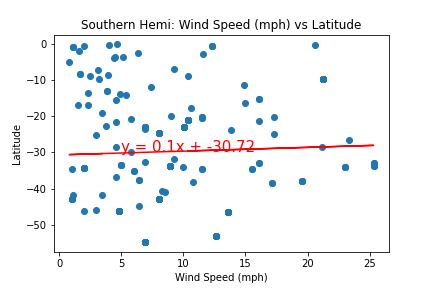 Southern Hemi: Wind Speed (mph) vs Latitude
0
−10
−20
−30
−40
−50
Latitude
y = 0.1x + -30.72
0 5 10 15 20 25
Wind Speed (mph)